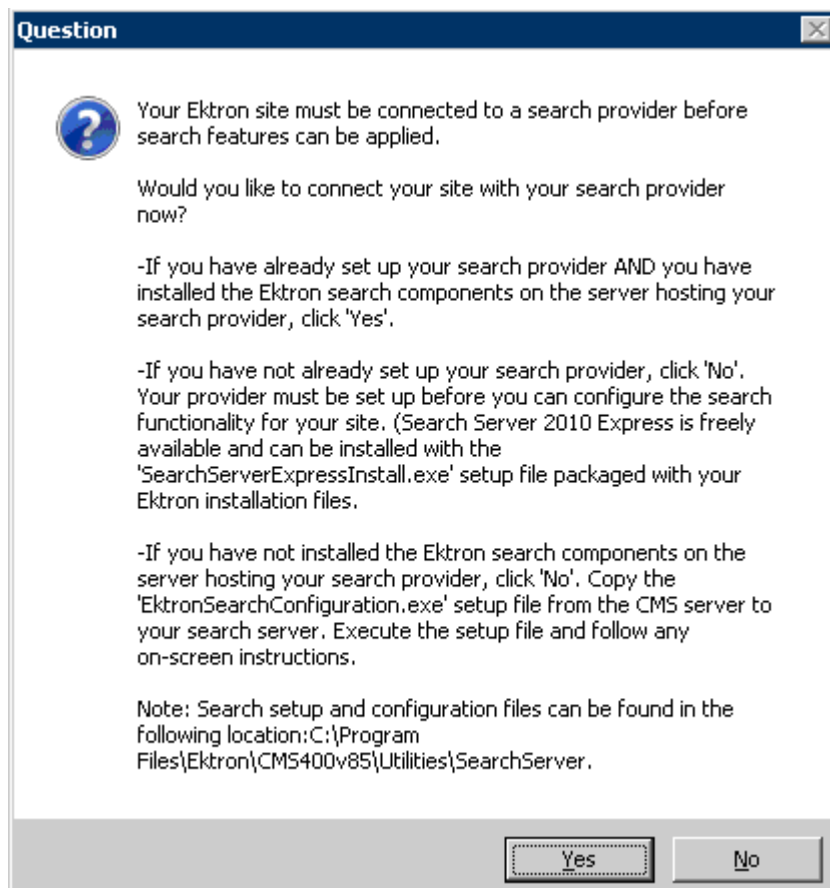 Question
Your Ektron site must be connected to a search provider before
search features can be applied.
Would you like to connect your site with your search provider
now?
-If you have already set up your search provider AND you have
installed the Ektron search components on the server hosting your
search provider, click 'Yes'.
-If you have not already set up your search provider, click 'No'.
Your provider must be set up before you can configure the search
functionality for your site. (Search Server 2010 Express is freely
available and can be installed with the
'SearchServerExpressInstall.exe' setup file packaged with your
Ektron installation files.
-If you have not installed the Ektron search components on the
server hosting your search provider, click 'No'. Copy the
'EktronSearchConfiguration.exe' setup file from the CMS server to
your search server. Execute the setup file and follow any
on-screen instructions.
Note: Search setup and configuration files can be found in the
following location:C:\Program
Files\Ektron\CMS400v85\Utilities\SearchServer.
Yes
No